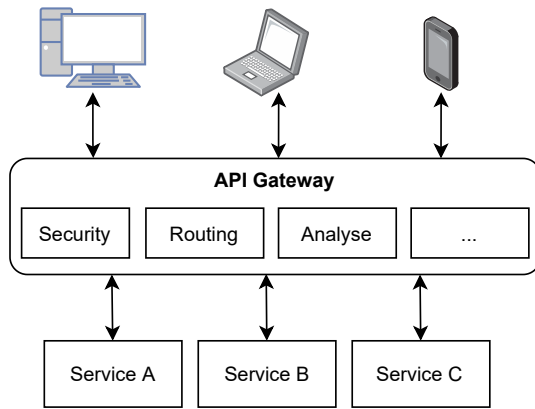 API Gateway
Security
Routing
Analyse
...
Service A
Service B
Service C